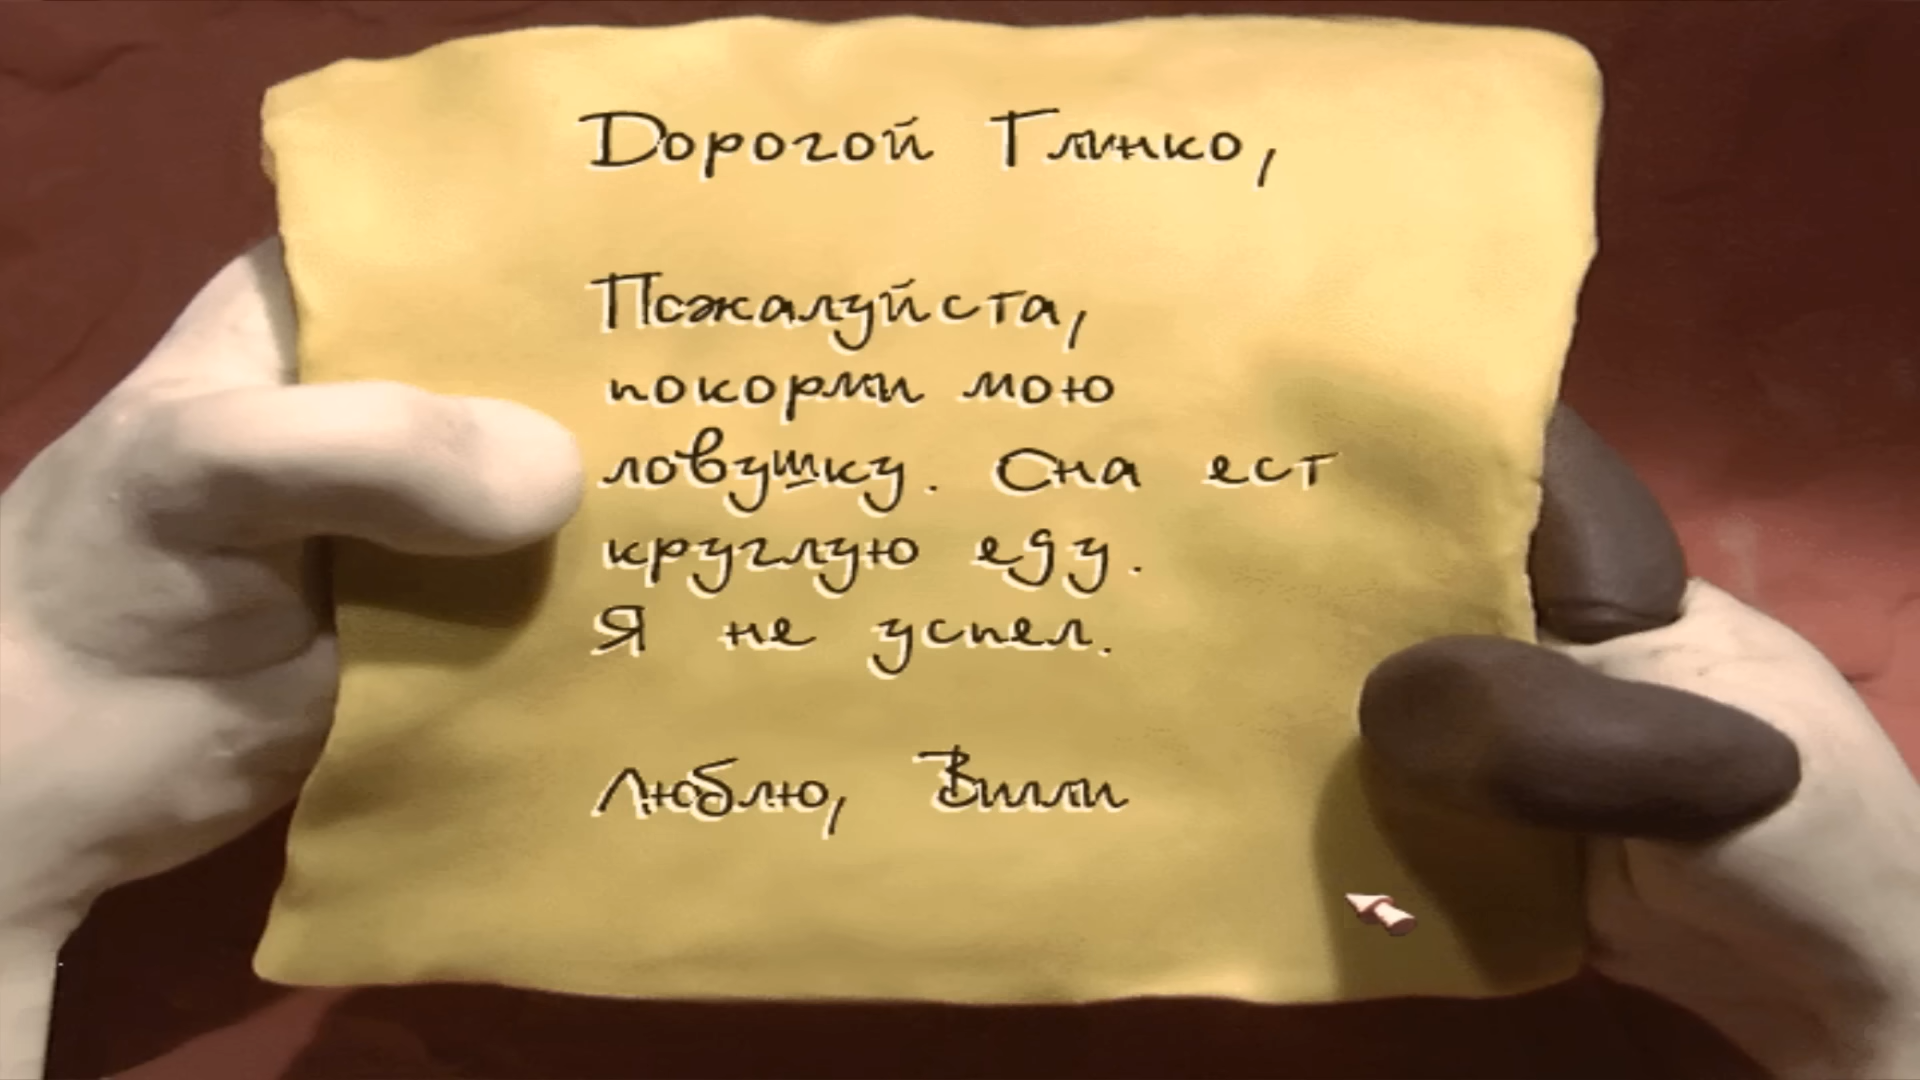 Дорогой Глинко,
Пожалуйста,
покорми мою
ловушку. Она ест
круглую еду.
Я не успел.
Люблю, Вилли